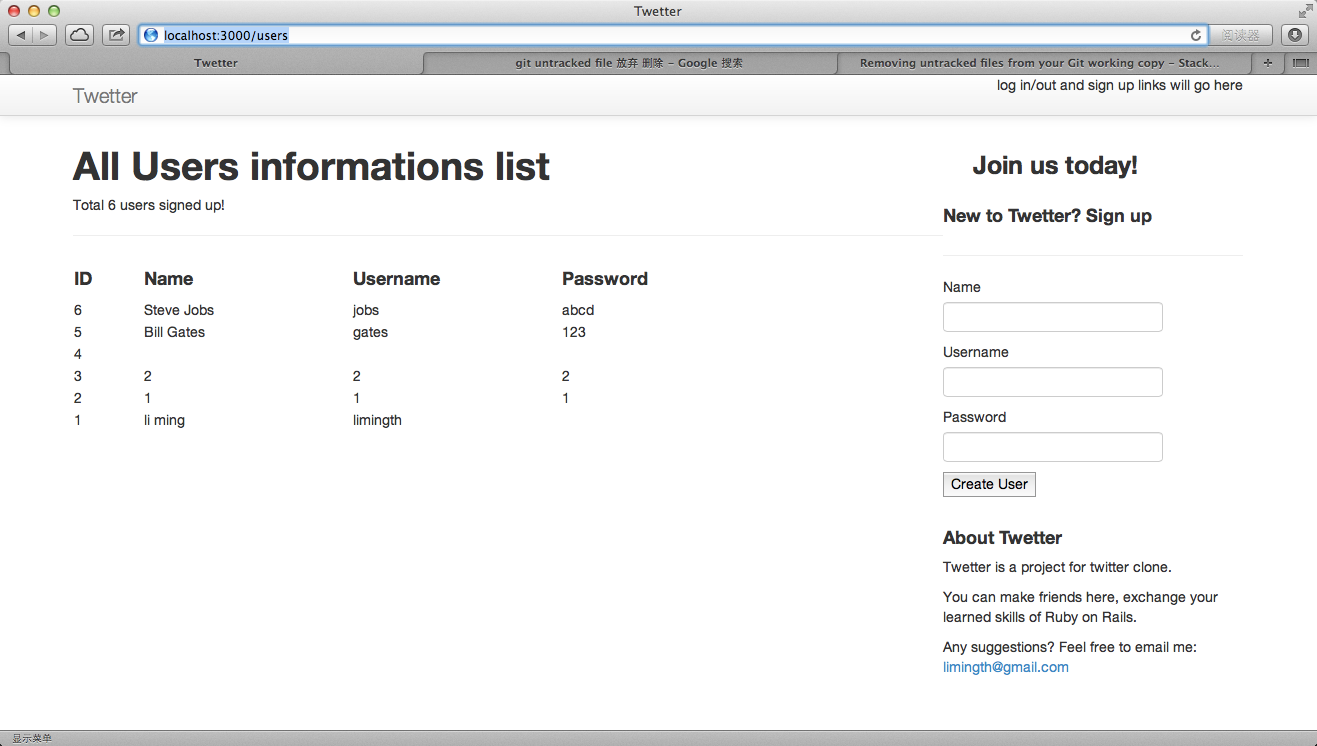 Twetter
localhost:3000/users
阅读器
Twetter
git untracked file 放弃 删除 – Google 搜索
Removing untracked files from your Git working copy – Stack...
Twetter
log in/out and sign up links will go here
All Users informations list
Total 6 users signed up!
ID Name Username Password
6 Steve Jobs jobs abcd
5 Bill Gates gates 123
4
3 2 2 2
2 1 1 1
1 li ming limingth
Join us today!
New to Twetter? Sign up
Name
Username
Password
Create User
About Twetter
Twetter is a project for twitter clone.
You can make friends here, exchange your
learned skills of Ruby on Rails.
Any suggestions? Feel free to email me:
limingth@gmail.com
显示菜单